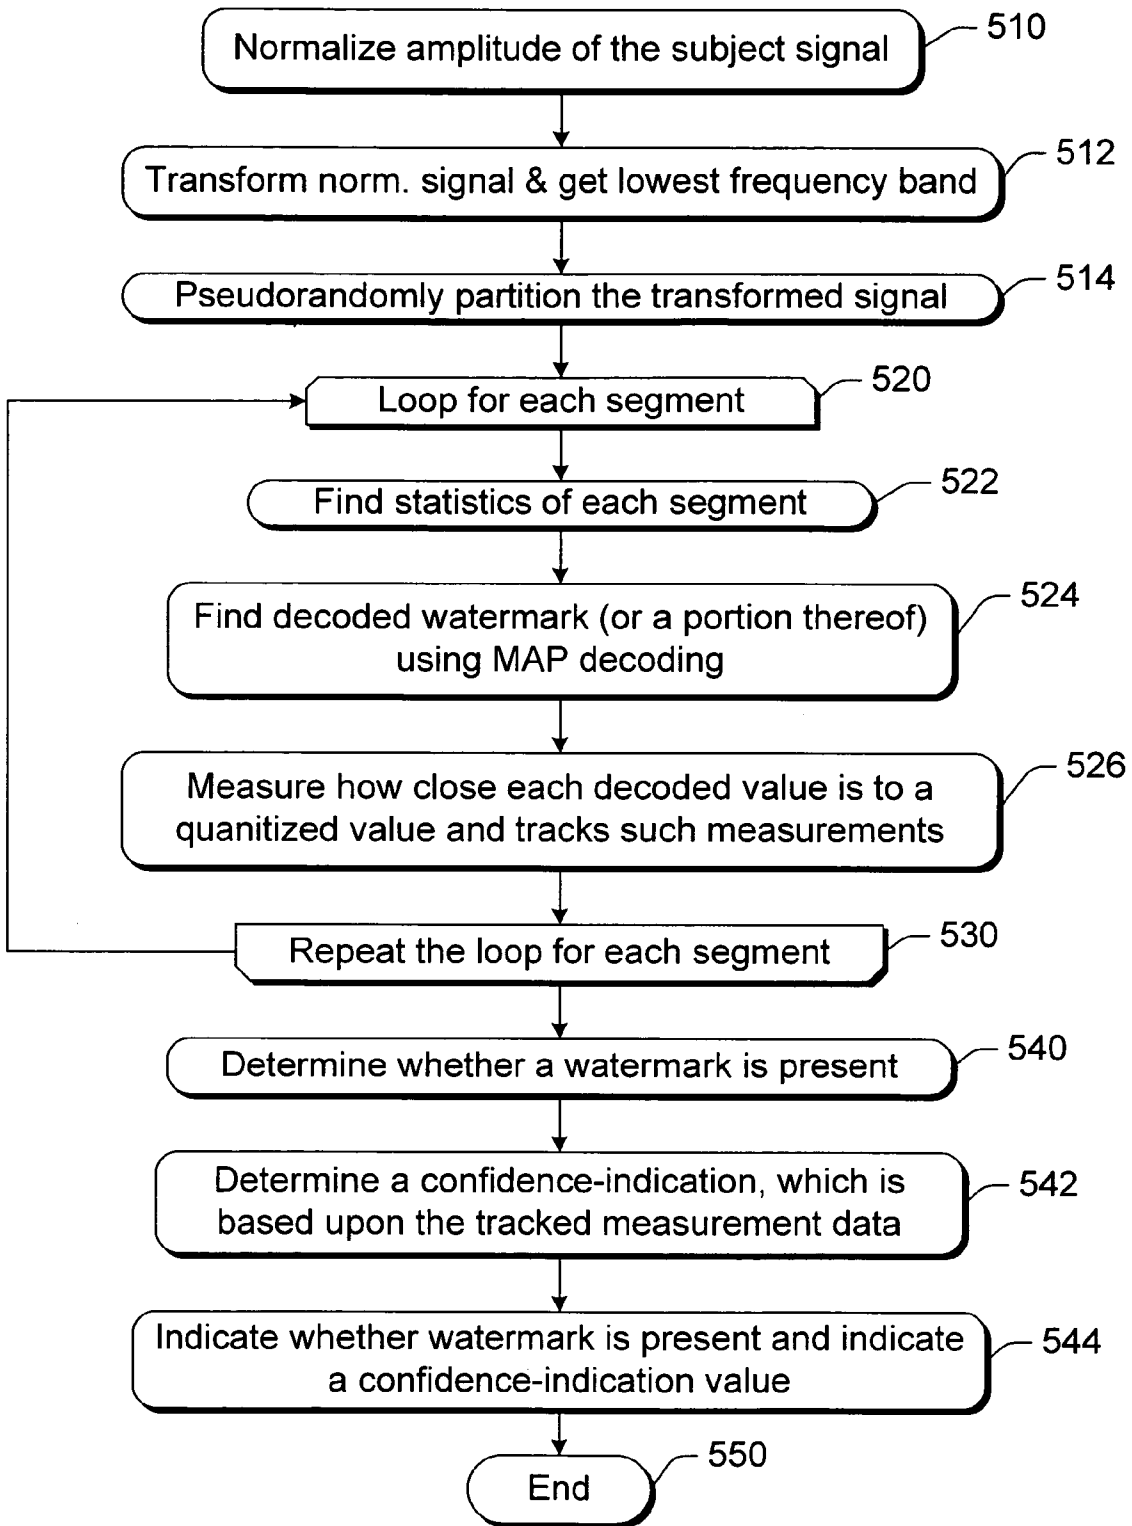 Normalize amplitude of the subject signal
510
Transform norm. signal & get lowest frequency band
512
Pseudorandomly partition the transformed signal
514
Loop for each segment
520
Find statistics of each segment
522
Find decoded watermark (or a portion thereof)
using MAP decoding
524
Measure how close each decoded value is to a
quanitized value and tracks such measurements
526
Repeat the loop for each segment
530
Determine whether a watermark is present
540
Determine a confidence-indication, which is
based upon the tracked measurement data
542
Indicate whether watermark is present and indicate
a confidence-indication value
544
End
550